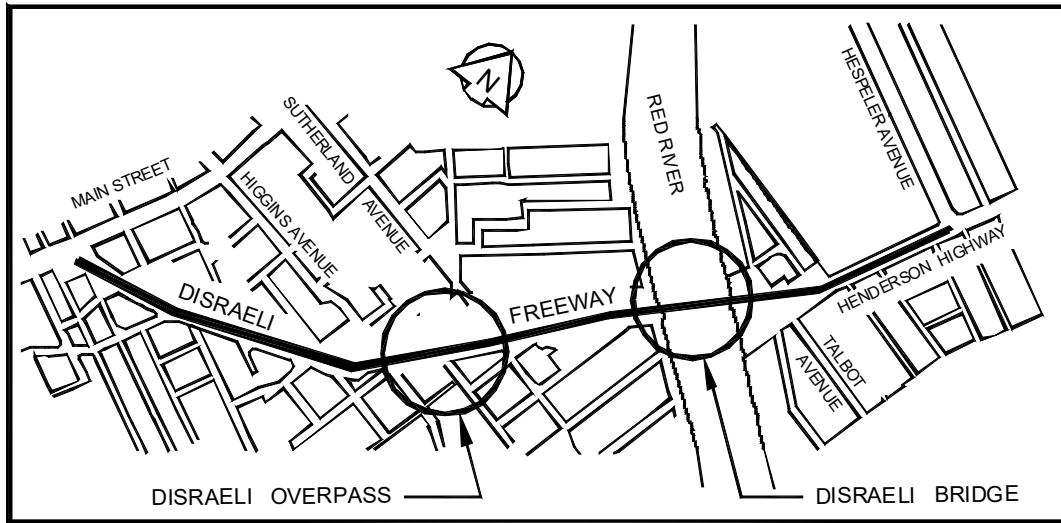 MAIN STREET
SUTHERLAND
AVENUE
HIGGINS AVENUE
N
RED RIVER
HESPELER AVENUE
DISRAELI
FREEWAY
HENDERSON HIGHWAY
TALBOT
AVENUE
DISRAELI OVERPASS
DISRAELI BRIDGE